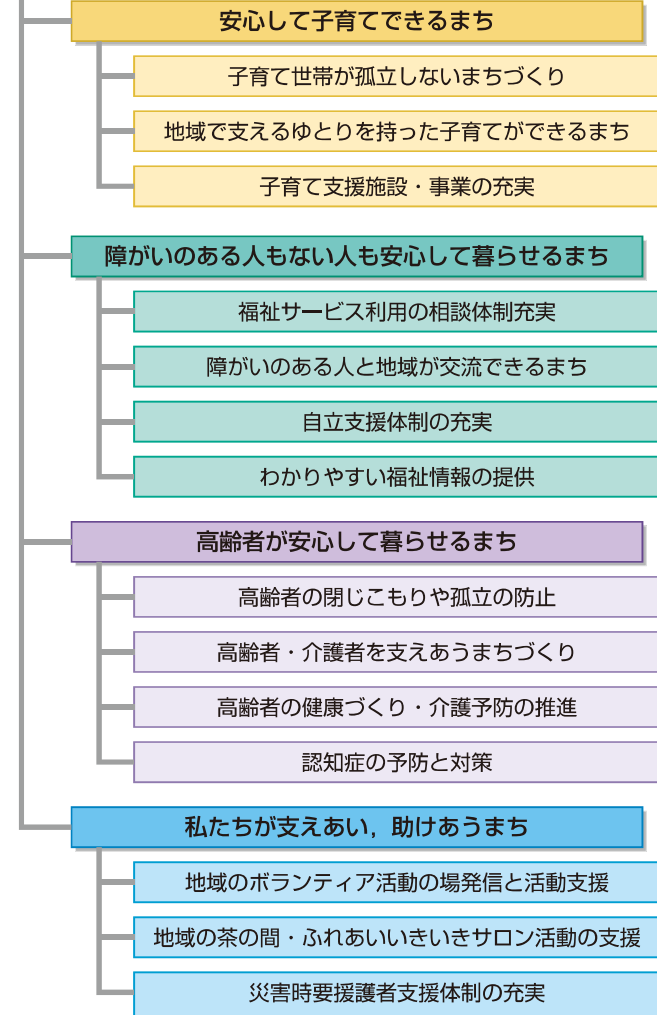 安心して子育てできるまち
子育て世帯が孤立しないまちづくり
地域で支えるゆとりを持った子育てができるまち
子育て支援施設・事業の充実
障がいのある人もない人も安心して暮らせるまち
福祉サービス利用の相談体制充実
障がいのある人と地域が交流できるまち
自立支援体制の充実
わかりやすい福祉情報の提供
高齢者が安心して暮らせるまち
高齢者の閉じこもりや孤立の防止
高齢者・介護者を支えあうまちづくり
高齢者の健康づくり・介護予防の推進
認知症の予防と対策
私たちが支えあい，助けあうまち
地域のボランティア活動の場発信と活動支援
地域の茶の間・ふれあいいきいきサロン活動の支援
災害時要援護者支援体制の充実